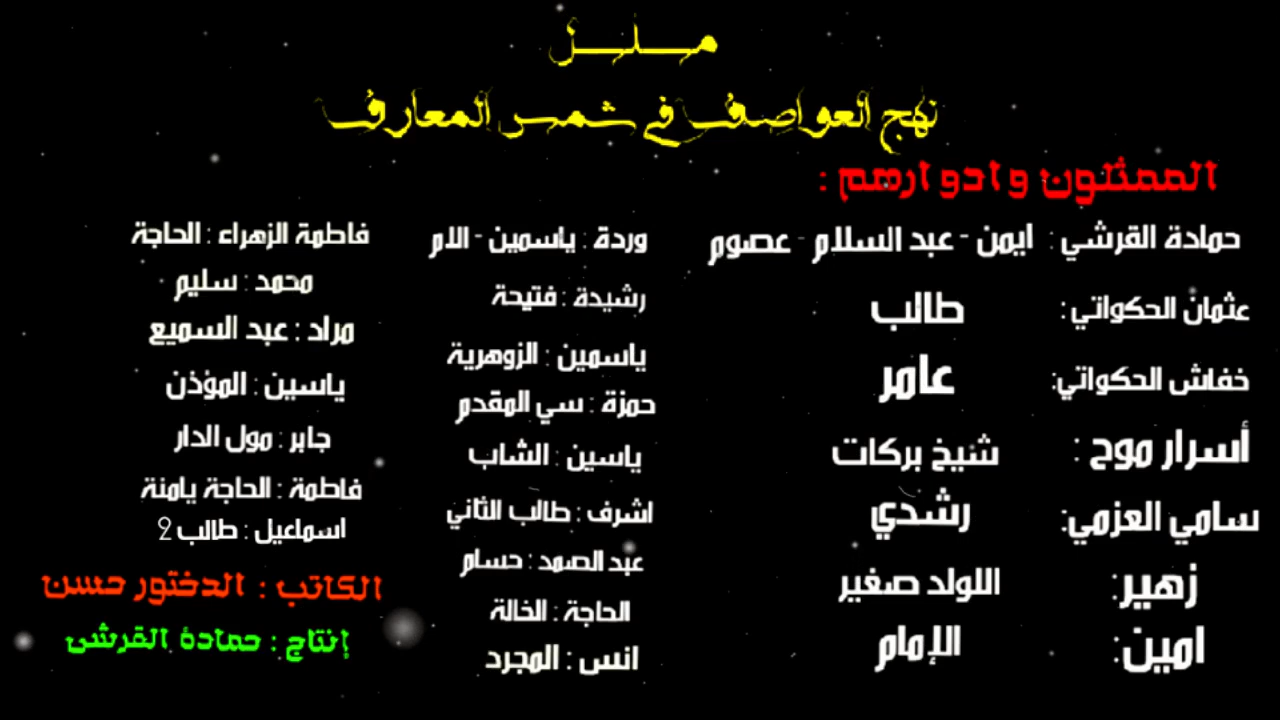 مسلسل
نهج العواصف في شمس المعارف
الممثلون وادوارهم :
حمادة القرشي : ايمن - عبد السلام - عصوم
عثمان الحكواتي : طالب
خفاش الحكواتي: عامر
أسرار موح : شيخ بركات
سامي العزمي: رشدي
زهير: اللولد صغير
امين: الإمام
وردة : ياسمين - الام
رشيدة : فتيحة
ياسمين : الزوهرية
حمزة : سي المقدم
ياسين : الشاب
اشرف : طالب الثاني
عبد الصمد : حسام
الحاجة : الخالة
انس : المجرد
فاطمة الزهراء : الحاجة
محمد : سليم
مراد : عبد السميع
ياسين : المؤذن
جابر : مول الدار
فاطمة : الحاجة يامنة
اسماعيل : طالب 2
الكاتب : الدختور حسن
إنتاج : حمادة القرشي